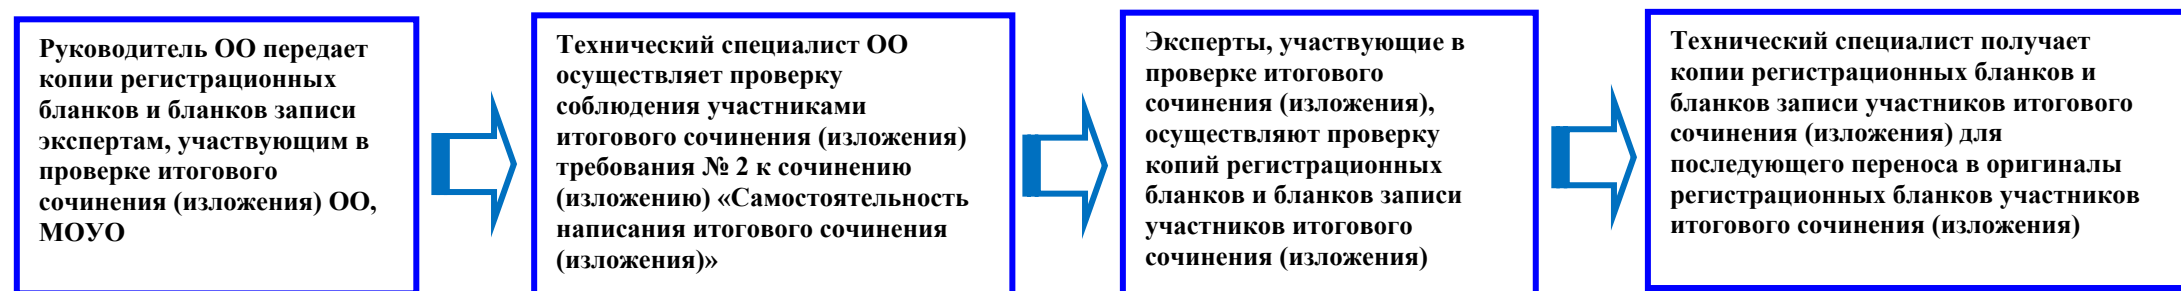 Руководитель ОО передает
копии регистрационных
бланков и бланков записи
экспертам, участвующим в
проверке итогового
сочинения (изложения) ОО,
МОУО
Технический специалист ОО
осуществляет проверку
соблюдения участниками
итогового сочинения (изложения)
требования № 2 к сочинению
(изложению) «Самостоятельность
написания итогового сочинения
(изложения)»
Эксперты, участвующие в
проверке итогового
сочинения (изложения),
осуществляют проверку
копий регистрационных
бланков и бланков записи
участников итогового
сочинения (изложения)
Технический специалист получает
копии регистрационных бланков и
бланков записи участников итогового
сочинения (изложения) для
последующего переноса в оригиналы
регистрационных бланков участников
итогового сочинения (изложения)